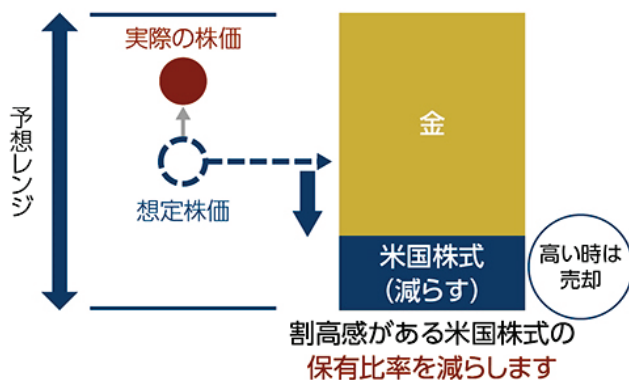 実際の株価
予想レンジ
想定株価
金
米国株式
(減らす)
高い時は
売却
割高感がある米国株式の
保有比率を減らします